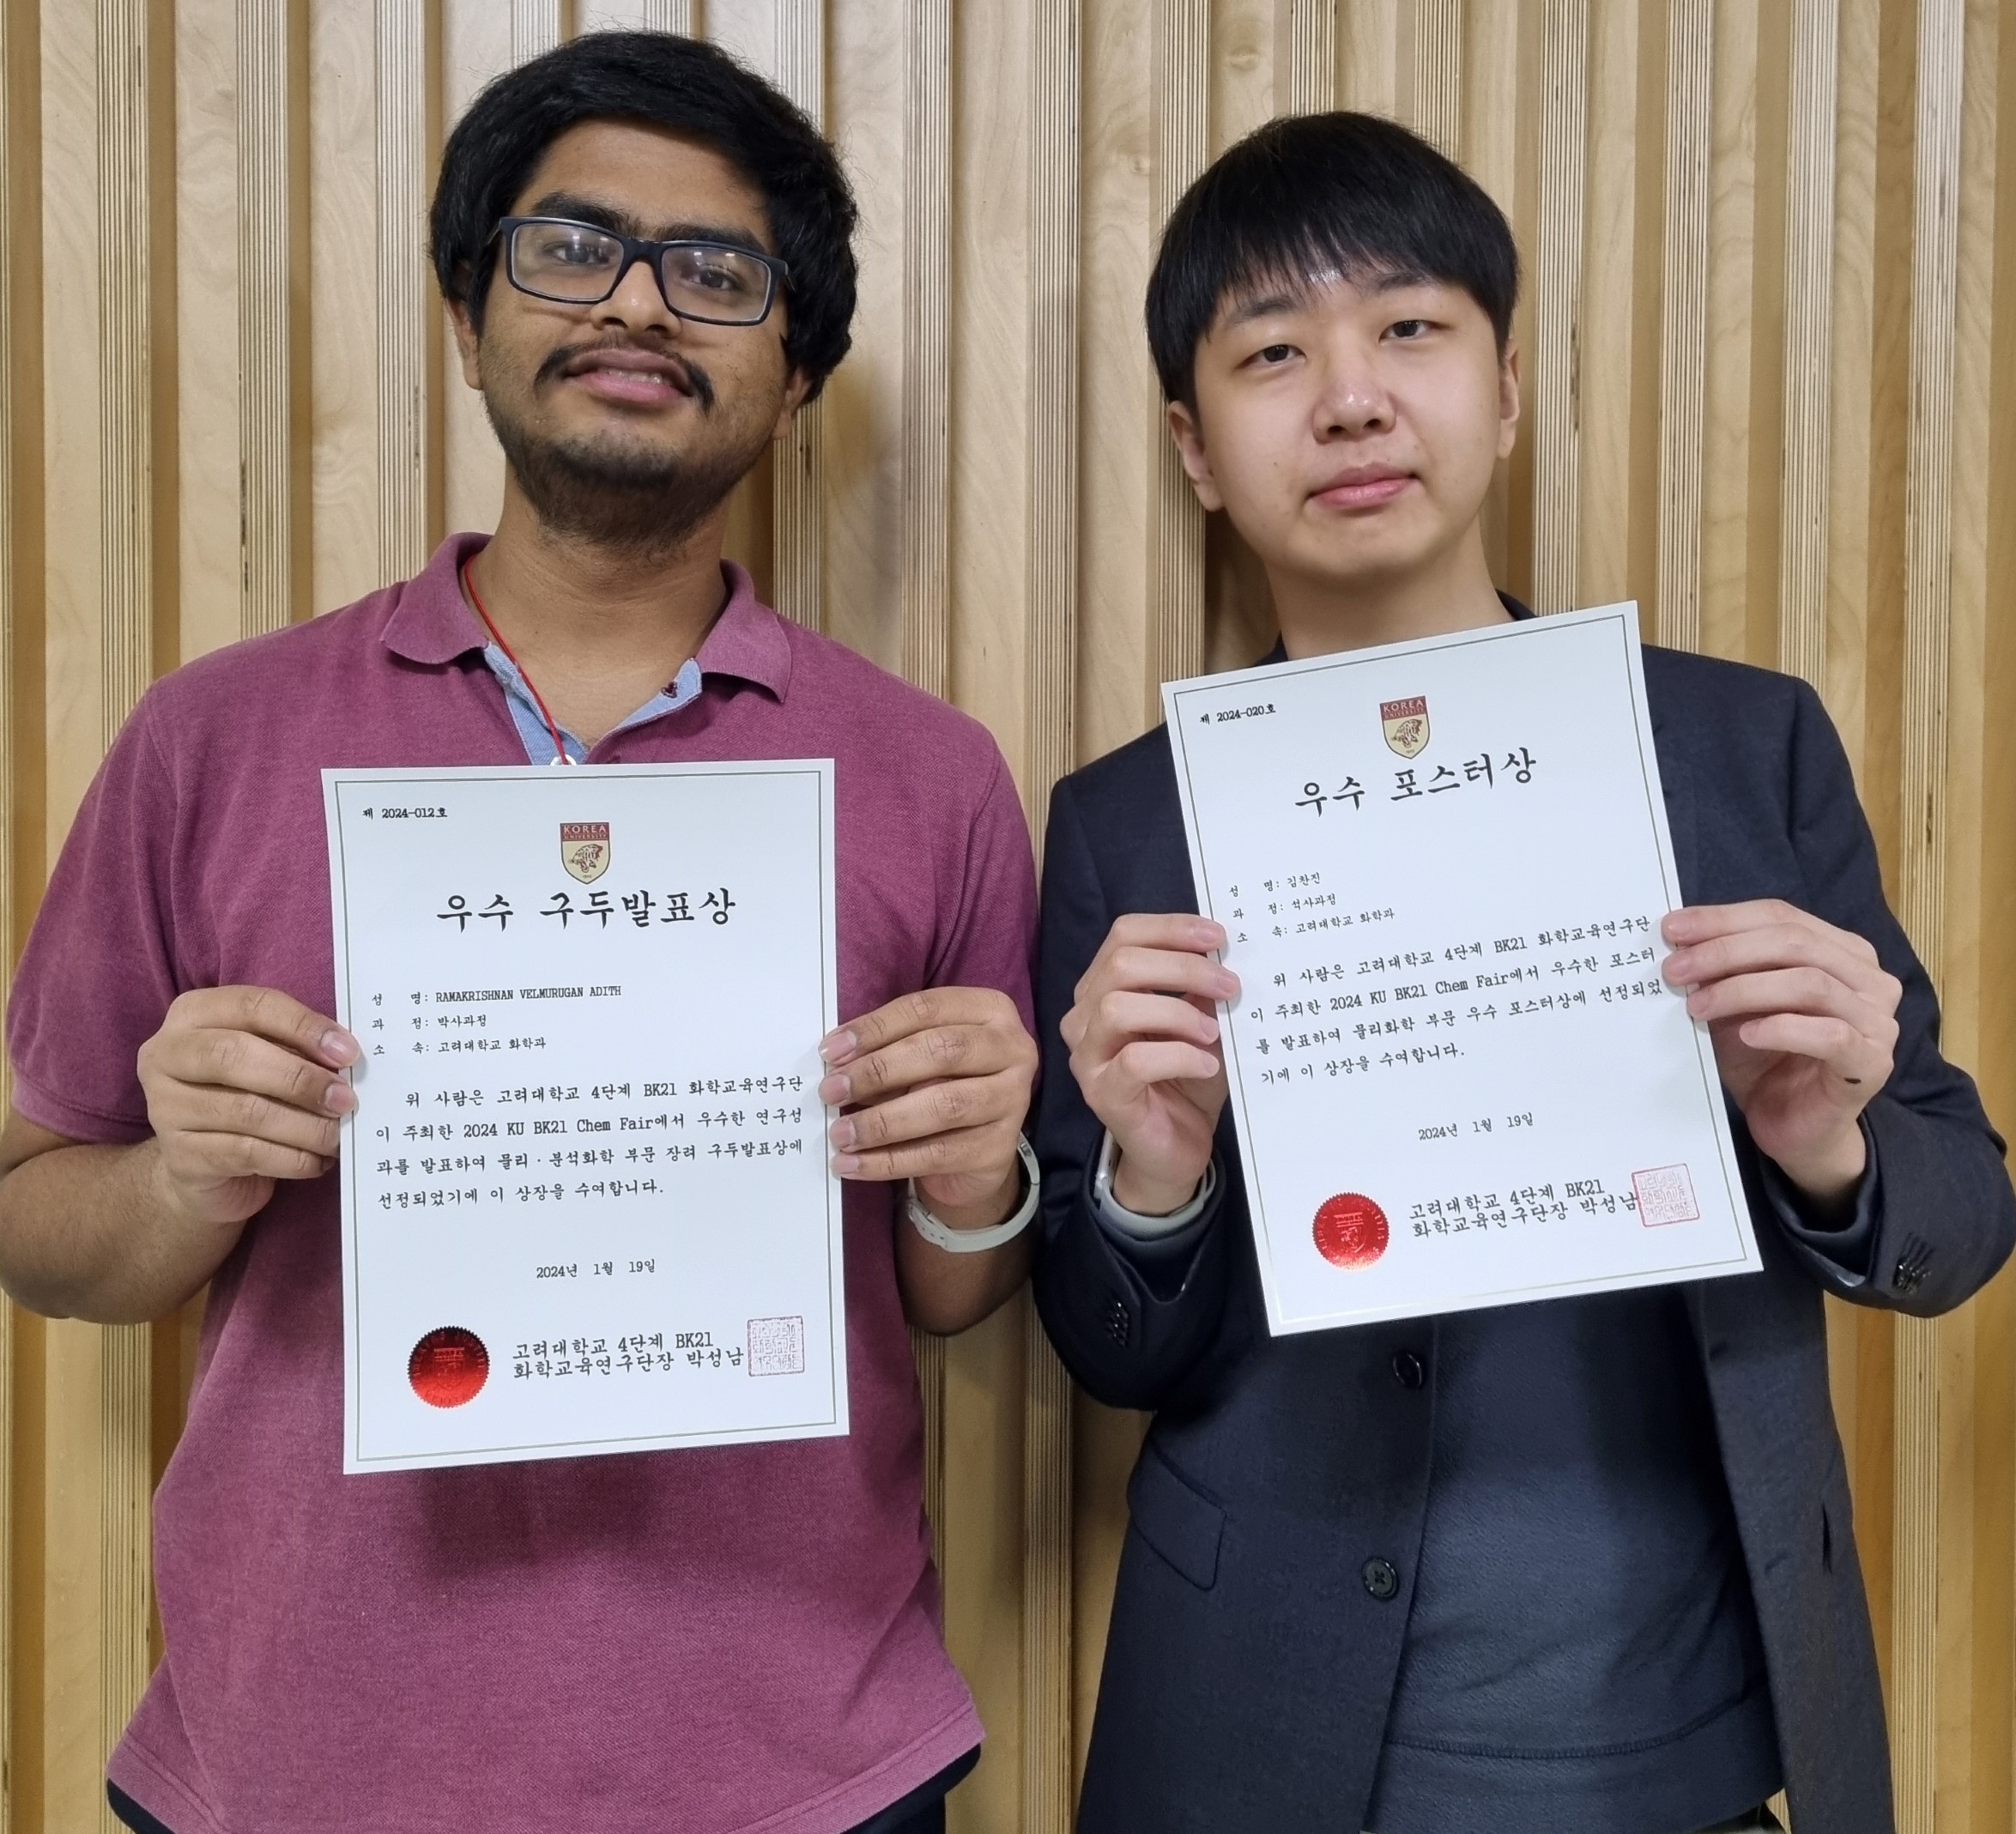 제 2024-012호
KOREA
UNIVERSITY
우수 구두발표상
성 명: RAMAKRISHNAN VELMURUGAN ADITH
과 정: 박사과정
소 속: 고려대학교 화학과
위 사람은 고려대학교 4단계 BK21 화학교육연구단
이 주최한 2024 KU BK21 Chem Fair에서 우수한 연구성
과를 발표하여 물리·분석화학 부문 장려 구두발표상에
선정되었기에 이 상장을 수여합니다.
2024년 1월 19일
고려대학교 4단계 BK21
화학교육연구단장 박성남
제 2024-020호
KOREA
UNIVERSITY
우수 포스터상
성 명: 김찬진
과 정: 석사과정
소 속: 고려대학교 화학과
위 사람은 고려대학교 4단계 BK21 화학교육연구단
이 주최한 2024 KU BK21 Chem Fair에서 우수한 포스터
를 발표하여 물리화학 부문 우수 포스터상에 선정되었
기에 이 상장을 수여합니다.
2024년 1월 19일
고려대학교 4단계 BK21
화학교육연구단장 박성남